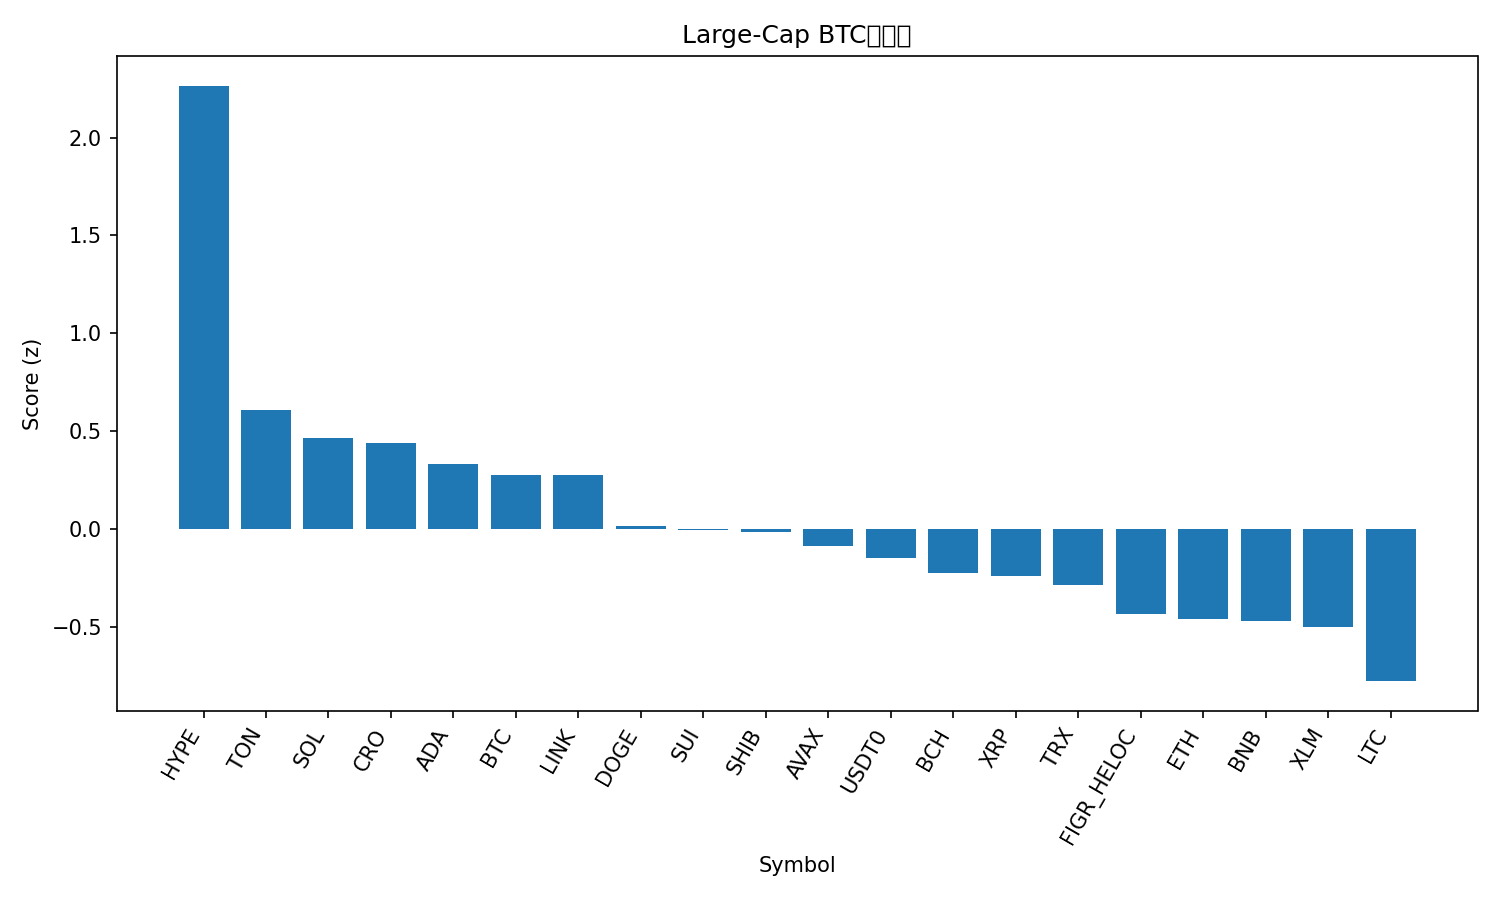 Large-Cap BTC
Score (z)
2.0
1.5
1.0
0.5
0.0
−0.5
HYPE
TON
SOL
CRO
ADA
BTC
LINK
DOGE
SUI
SHIB
AVAX
USDT0
BCH
XRP
TRX
FIGR_HELOC
ETH
BNB
XLM
LTC
Symbol